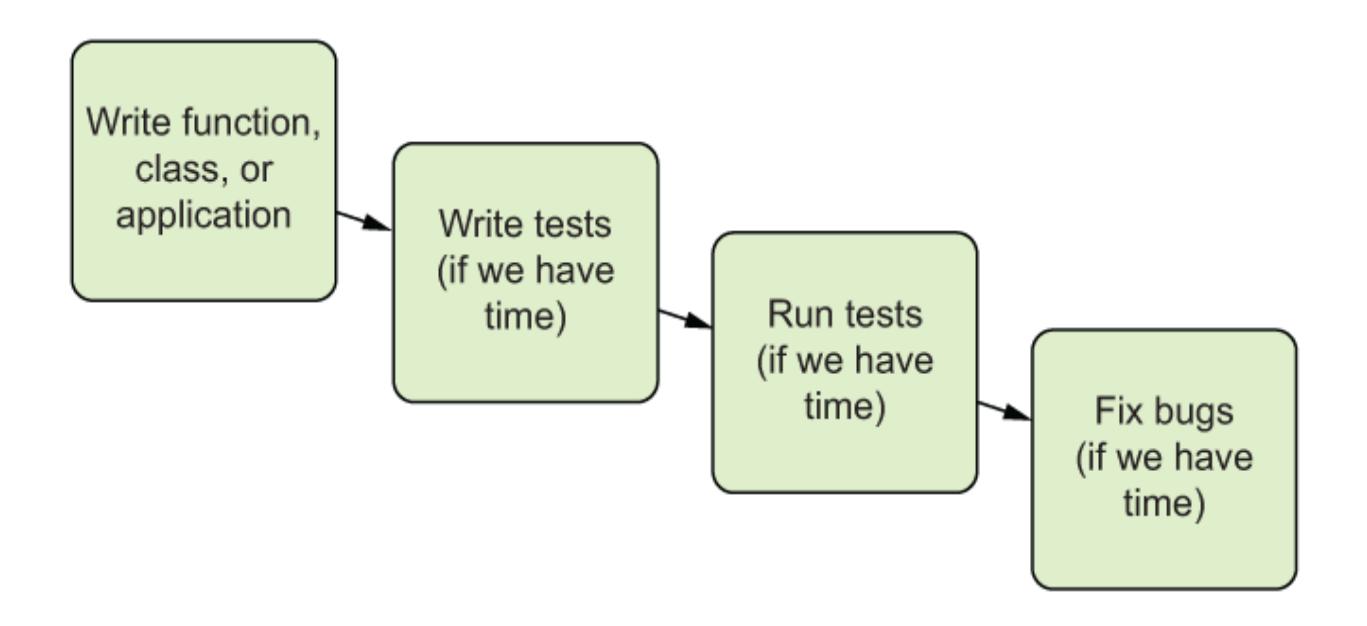 Write function,
class, or
application
Write tests
(if we have
time)
Run tests
(if we have
time)
Fix bugs
(if we have
time)